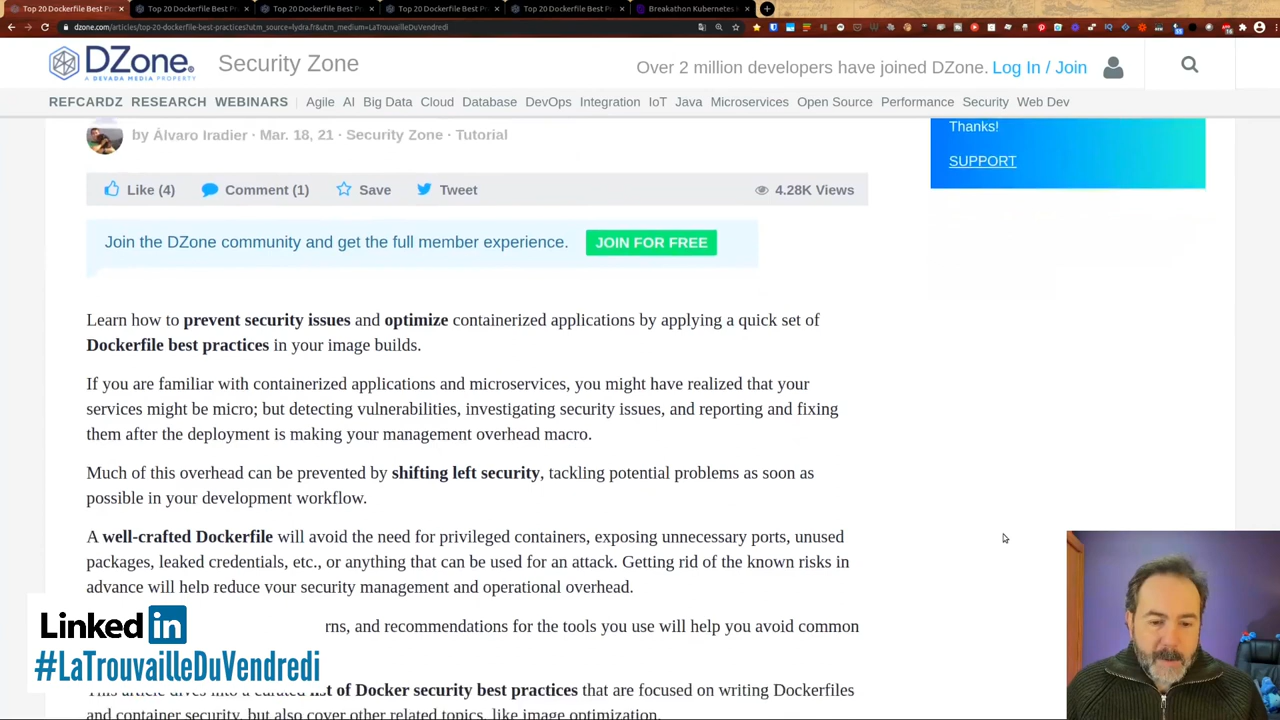 Top 20 Dockerfile Best Pr
Top 20 Dockerfile Best Pr
Top 20 Dockerfile Best Pr
Top 20 Dockerfile Best Pr
Top 20 Dockerfile Best Pr
Breakathon Kubernetes
dzone.com/articles/top-20-dockerfile-best-practices?utm_source=lydra.fr&utm_medium=LaTrouvailleDuVendredi
DZone
A DEVADA MEDIA PROPERTY
Security Zone
Over 2 million developers have joined DZone. Log In / Join
REFCARDZ RESEARCH WEBINARS Agile AI Big Data Cloud Database DevOps Integration IoT Java Microservices Open Source Performance Security Web Dev
Thanks!
SUPPORT
by Álvaro Iradier · Mar. 18, 21 · Security Zone · Tutorial
Like (4) Comment (1) Save Tweet 4.28K Views
Join the DZone community and get the full member experience. JOIN FOR FREE
Learn how to prevent security issues and optimize containerized applications by applying a quick set of
Dockerfile best practices in your image builds.
If you are familiar with containerized applications and microservices, you might have realized that your
services might be micro; but detecting vulnerabilities, investigating security issues, and reporting and fixing
them after the deployment is making your management overhead macro.
Much of this overhead can be prevented by shifting left security, tackling potential problems as soon as
possible in your development workflow.
A well-crafted Dockerfile will avoid the need for privileged containers, exposing unnecessary ports, unused
packages, leaked credentials, etc., or anything that can be used for an attack. Getting rid of the known risks in
advance will help reduce your security management and operational overhead.
rns, and recommendations for the tools you use will help you avoid common
This article dives into a curated list of Docker security best practices that are focused on writing Dockerfiles
and container security, but also cover other related topics, like image optimization.
Linked in
#LaTrouvailleDuVendredi